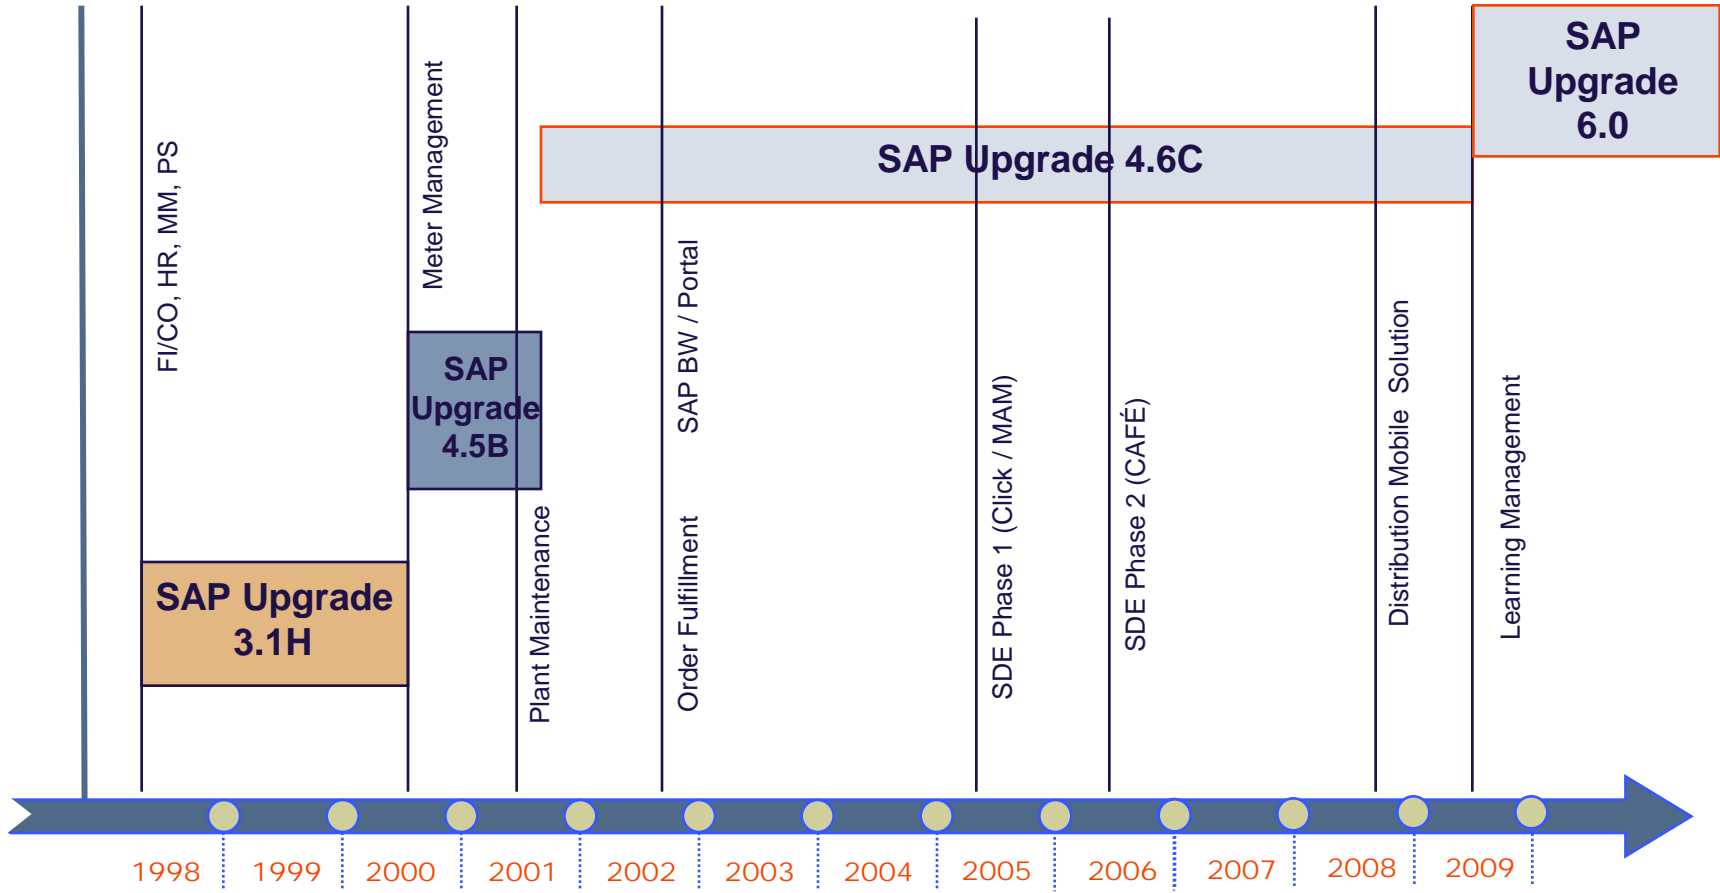 SAP
Upgrade
6.0
SAP Upgrade 4.6C
FI/CO, HR, MM, PS
Meter Management
SAP BW / Portal
SAP
Upgrade
4.5B
SAP Upgrade
3.1H
Plant Maintenance
Order Fulfillment
SDE Phase 1 (Click / MAM)
SDE Phase 2 (CAFÉ)
Distribution Mobile Solution
Learning Management
1998
1999
2000
2001
2002
2003
2004
2005
2006
2007
2008
2009